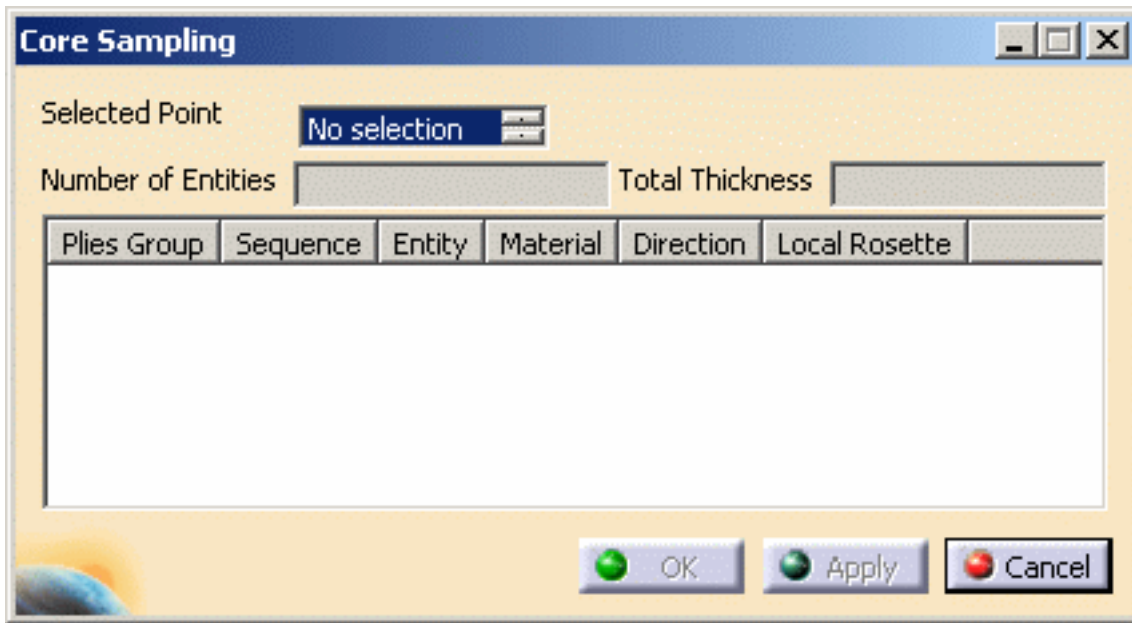 Core Sampling
Selected Point No selection
Number of Entities Total Thickness
Plies Group Sequence Entity Material Direction Local Rosette
OK Apply Cancel